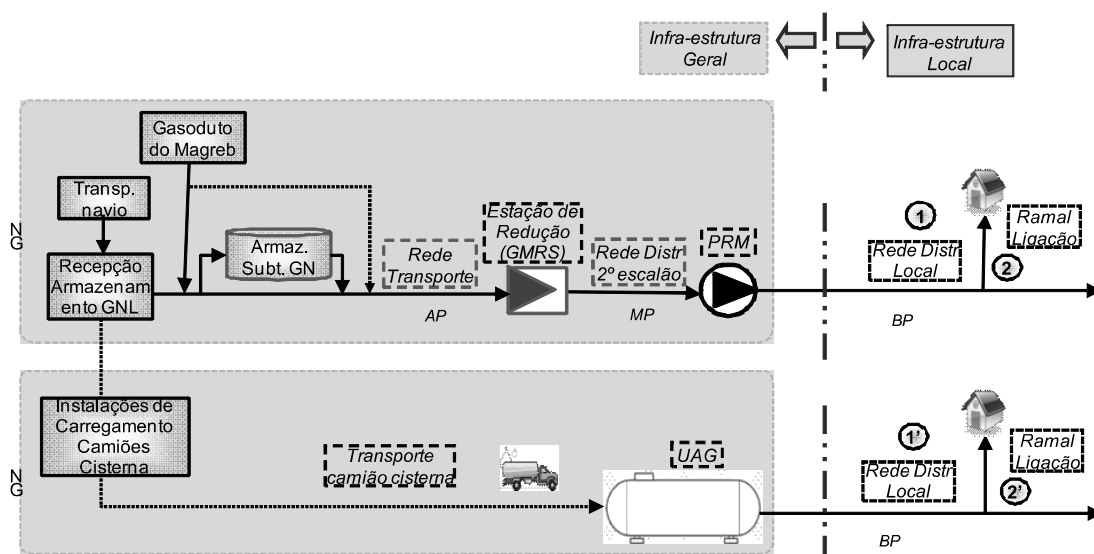 Infra-estrutura
Geral
Infra-estrutura
Local
Gasoduto
do Magreb
Transp.
navio
NG
Recepção
Armazenam
ento GNL
Armaz.
Subt. GN
Rede
Transporte
AP
Estação de
Redução
(GMRS)
Rede Distr
2º escalão
MP
PRM
1
Rede Distr
Local
BP
Ramal
Ligação
2
NG
Instalações de
Carregamento
Camiões
Cisterna
Transporte
camião cisterna
UAG
1'
Rede Distr
Local
BP
Ramal
Ligação
2'